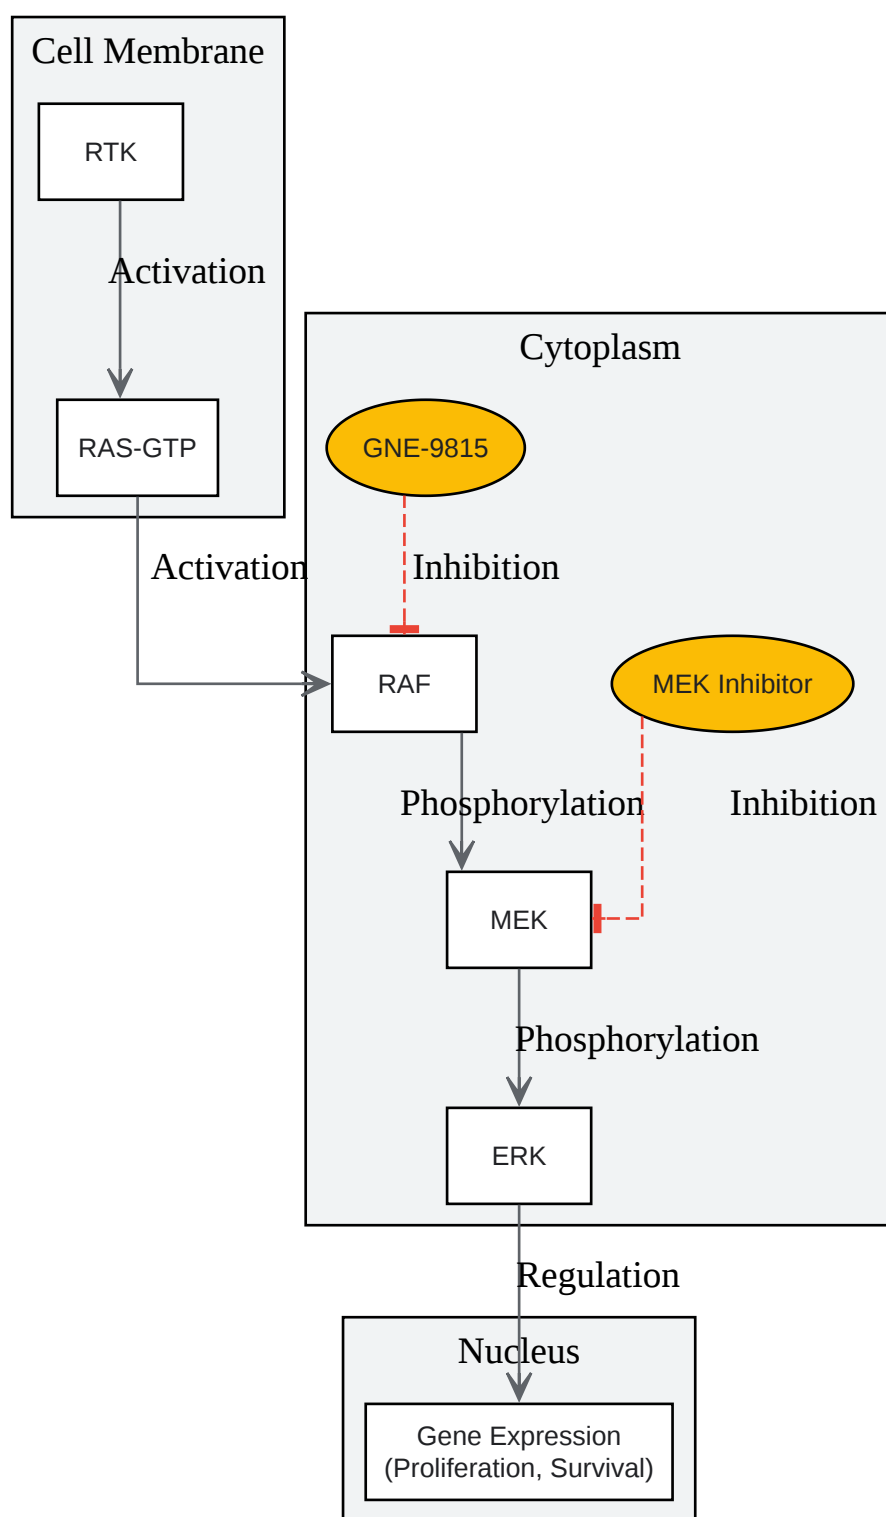 Cell Membrane
RTK
Activation
RAS-GTP
Activation
Cytoplasm
GNE-9815
Inhibition
RAF
MEK Inhibitor
Phosphorylation
Inhibition
MEK
Phosphorylation
ERK
Regulation
Nucleus
Gene Expression
(Proliferation, Survival)